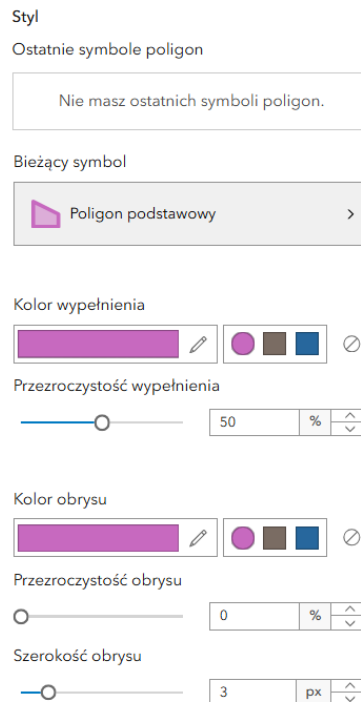 Styl
Ostatnie symbole poligon
Nie masz ostatnich symboli poligon.
Bieżący symbol
Poligon podstawowy
Kolor wypełnienia
Przezroczystość wypełnienia
50 %
Kolor obrysu
Przezroczystość obrysu
0 %
Szerokość obrysu
3 px